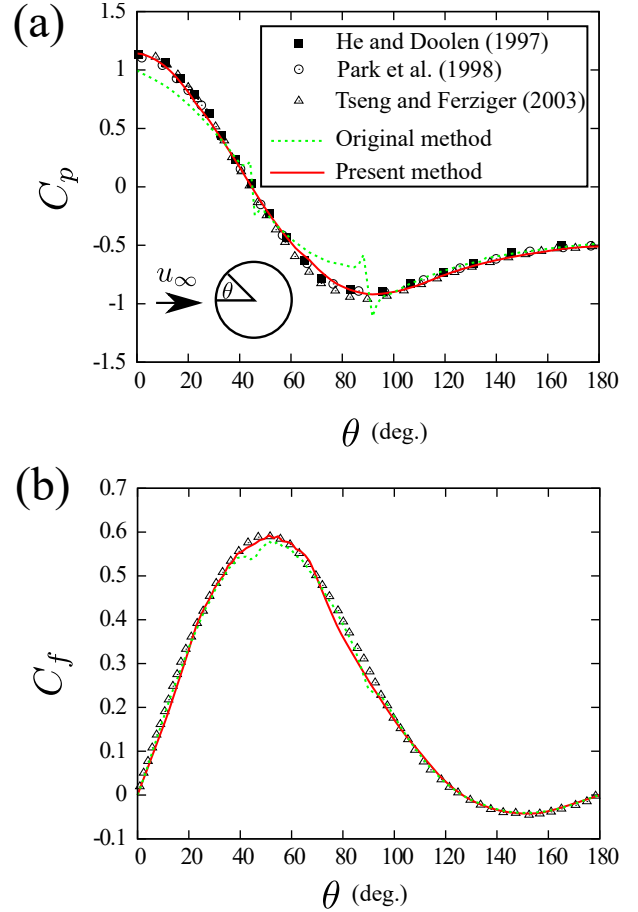 (a)
1.5
1
0.5
0
-0.5
-1
-1.5
C_p
He and Doolen (1997)
Park et al. (1998)
Tseng and Ferziger (2003)
Original method
Present method
u_∞
θ
0 20 40 60 80 100 120 140 160 180
θ (deg.)
(b)
0.7
0.6
0.5
0.4
0.3
0.2
0.1
0
-0.1
C_f
0 20 40 60 80 100 120 140 160 180
θ (deg.)